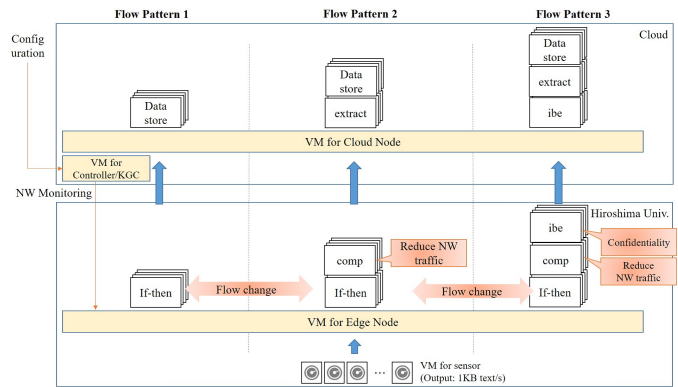 Flow Pattern 1
Flow Pattern 2
Flow Pattern 3
Config
uration
Cloud
Data
store
Data
store
extract
Data
store
extract
ibe
VM for Cloud Node
VM for
Controller/KGC
NW Monitoring
Hiroshima Univ.
ibe
Confidentiality
comp
Reduce NW
traffic
comp
Reduce
NW traffic
If-then
Flow change
If-then
Flow change
If-then
VM for Edge Node
...
VM for sensor
(Output: 1KB text/s)